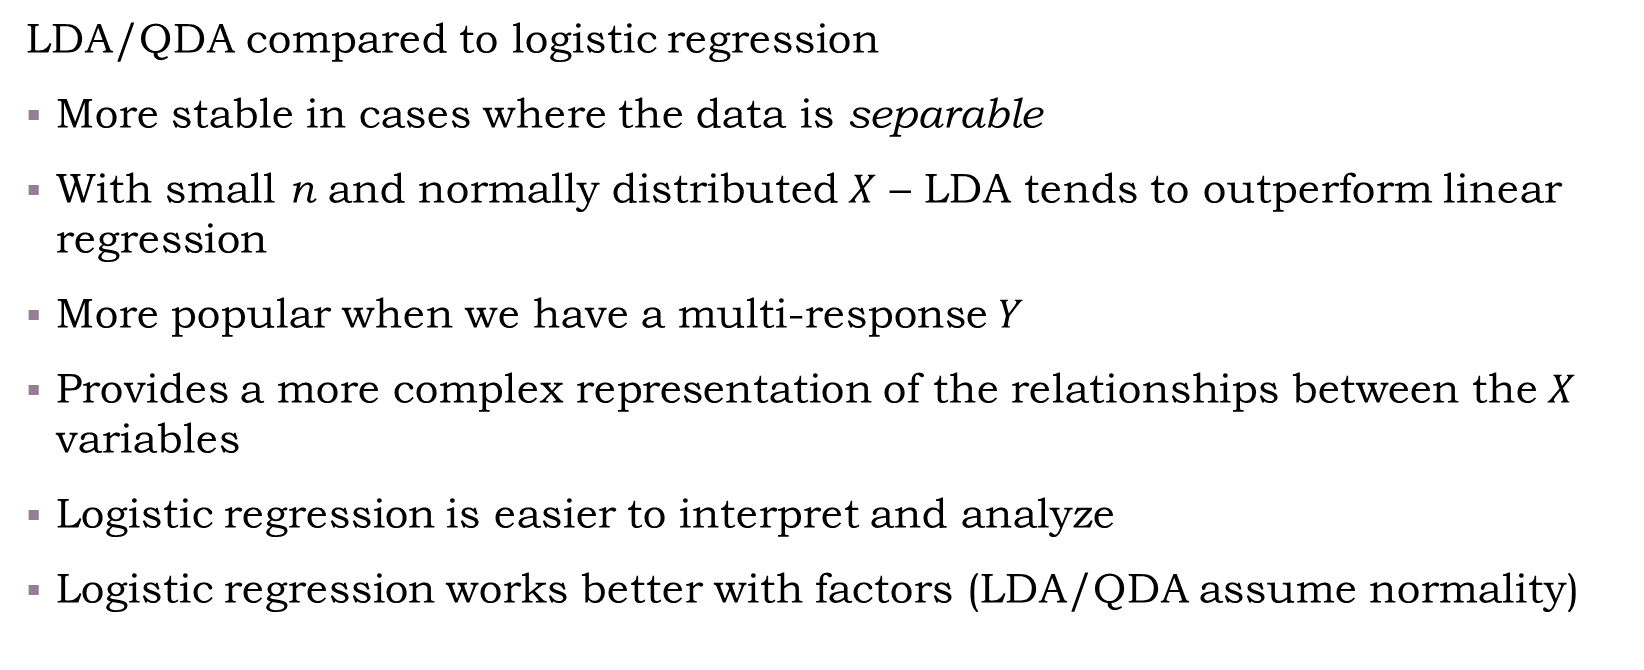 LDA/QDA compared to logistic regression
▪ More stable in cases where the data is separable
▪ With small n and normally distributed X – LDA tends to outperform linear
regression
▪ More popular when we have a multi-response Y
▪ Provides a more complex representation of the relationships between the X
variables
▪ Logistic regression is easier to interpret and analyze
▪ Logistic regression works better with factors (LDA/QDA assume normality)